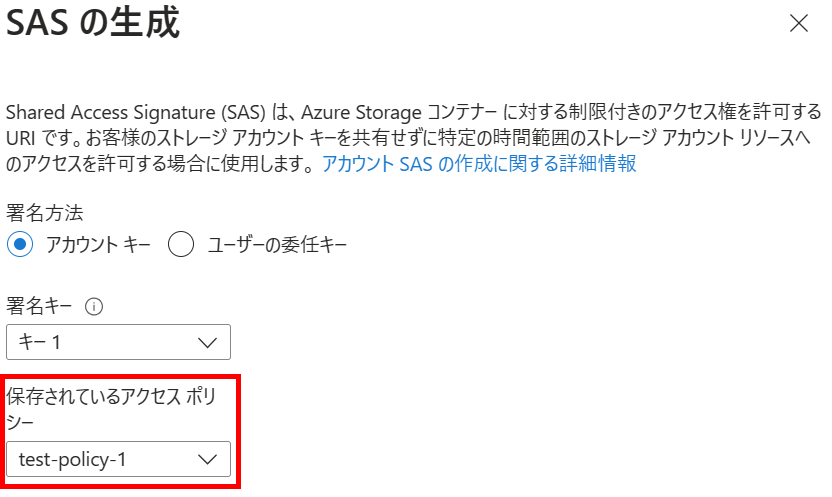 SAS の生成
Shared Access Signature (SAS) は、Azure Storage コンテナー に対する制限付きのアクセス権を許可する
URI です。お客様のストレージ アカウント キーを共有せずに特定の時間範囲のストレージ アカウント リソースへ
のアクセスを許可する場合に使用します。 アカウント SAS の作成に関する詳細情報
署名方法
アカウント キー ユーザーの委任キー
署名キー
キー 1
保存されているアクセス ポリ
シー
test-policy-1